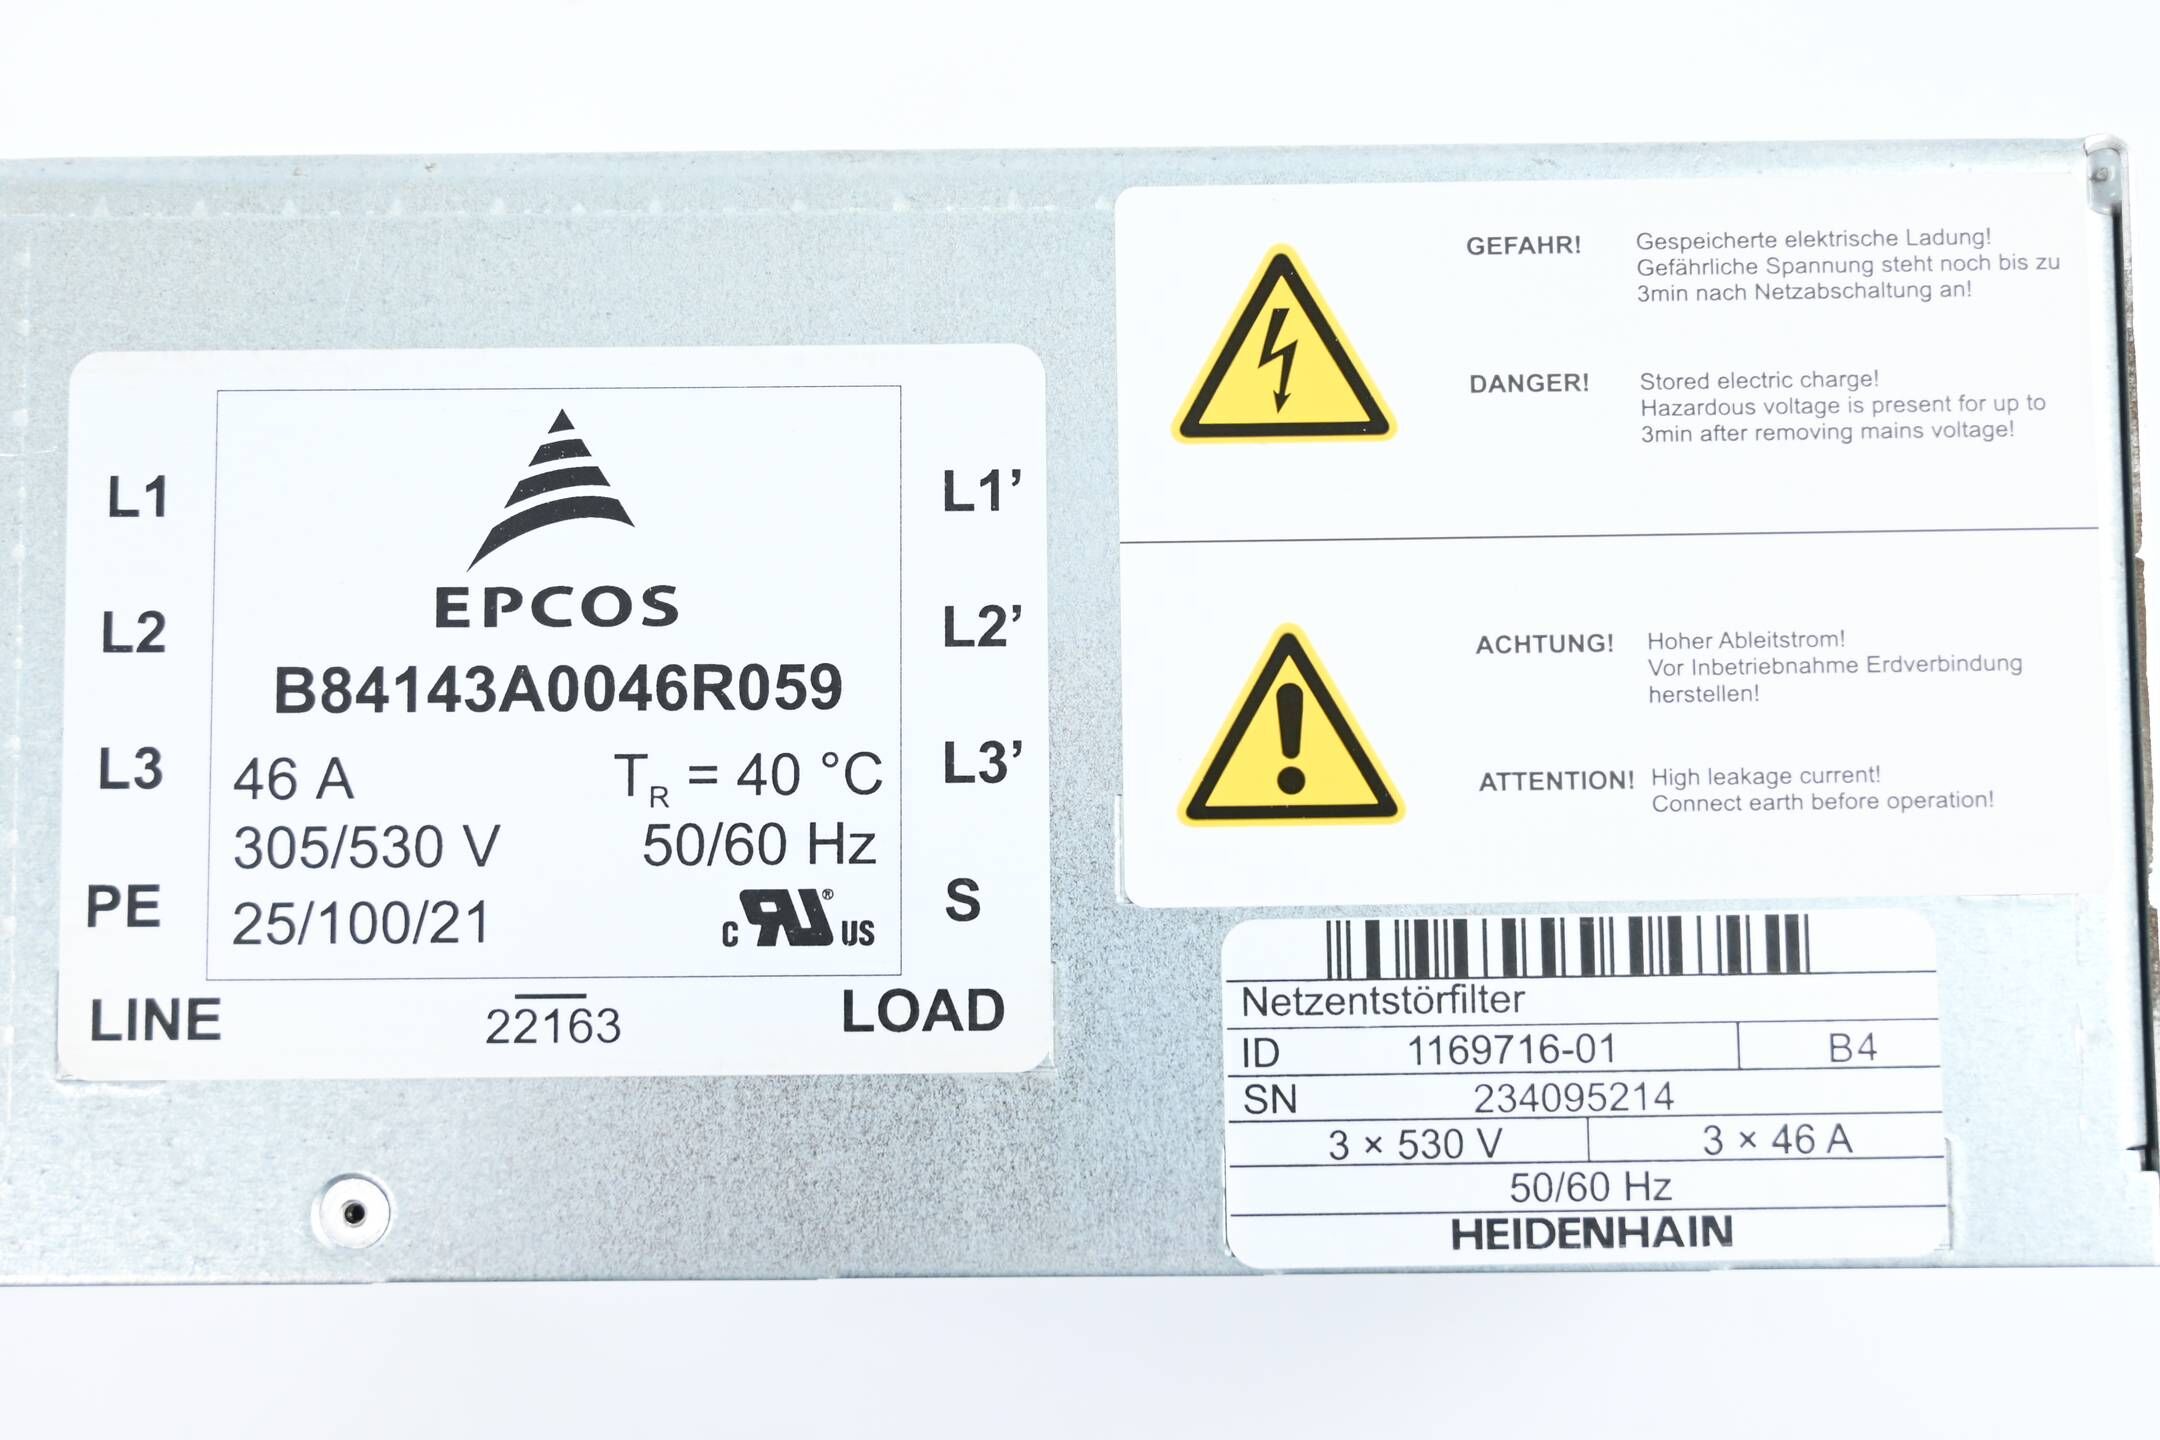 L1
L2
L3
PE
LINE
EPCOS
B84143A0046R059
46 A
T_R = 40 °C
305/530 V
50/60 Hz
25/100/21
c RU ® US
22163
L1’
L2’
L3’
S
LOAD
GEFAHR!
Gespeicherte elektrische Ladung!
Gefährliche Spannung steht noch bis zu
3min nach Netzabschaltung an!
DANGER!
Stored electric charge!
Hazardous voltage is present for up to
3min after removing mains voltage!
ACHTUNG!
Hoher Ableitstrom!
Vor Inbetriebnahme Erdverbindung
herstellen!
ATTENTION!
High leakage current!
Connect earth before operation!
Netzentstörfilter
ID 1169716-01 B4
SN 234095214
3 × 530 V 3 × 46 A
50/60 Hz
HEIDENHAIN